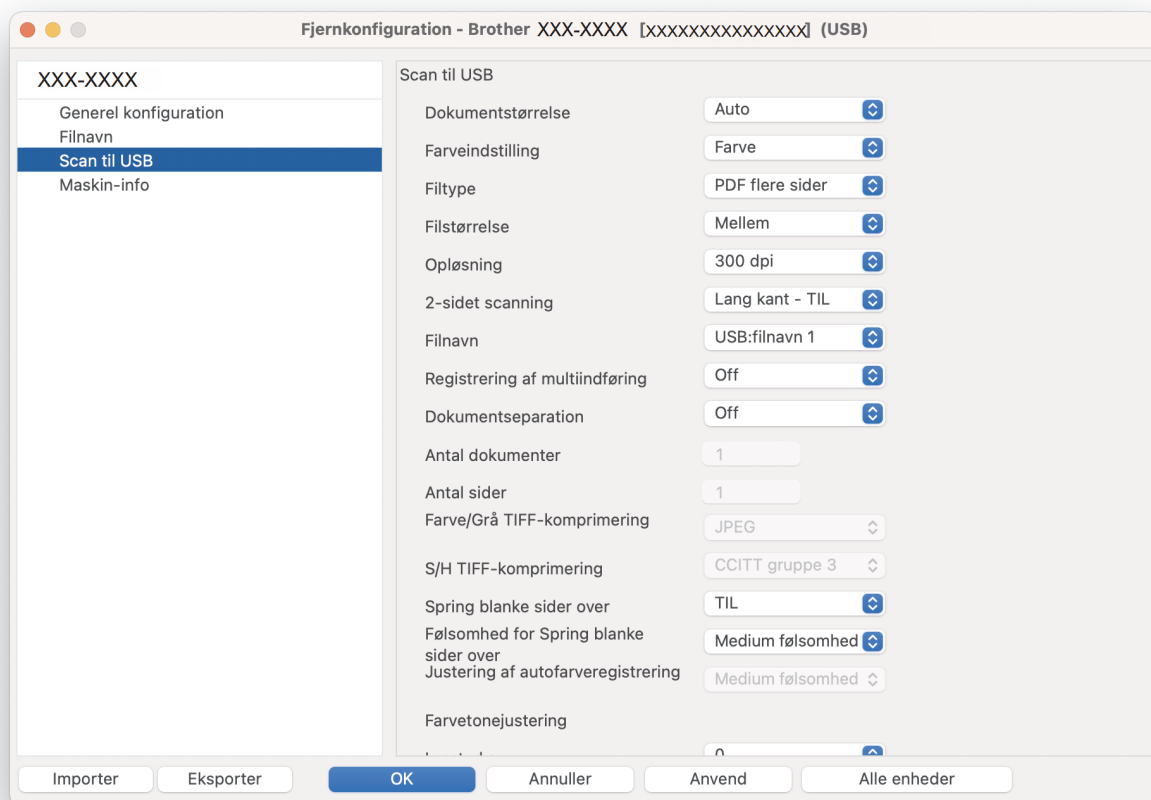 Fjernkonfiguration - Brother XXX-XXXX [XXXXXXXXXXXXXXX] (USB)
XXX-XXXX
Generel konfiguration
Filnavn
Scan til USB
Maskin-info
Scan til USB
Dokumentstørrelse Auto
Farveindstilling Farve
Filtype PDF flere sider
Filstørrelse Mellem
Opløsning 300 dpi
2-sidet scanning Lang kant - TIL
Filnavn USB:filnavn 1
Registrering af multiindføring Off
Dokumentseparation Off
Antal dokumenter 1
Antal sider 1
Farve/Grå TIFF-komprimering JPEG
S/H TIFF-komprimering CCITT gruppe 3
Spring blanke sider over TIL
Følsomhed for Spring blanke
sider over Medium følsomhed
Justering af autofarveregistrering Medium følsomhed
Farvetonejustering
0
Importer Eksporter OK Annuller Anvend Alle enheder